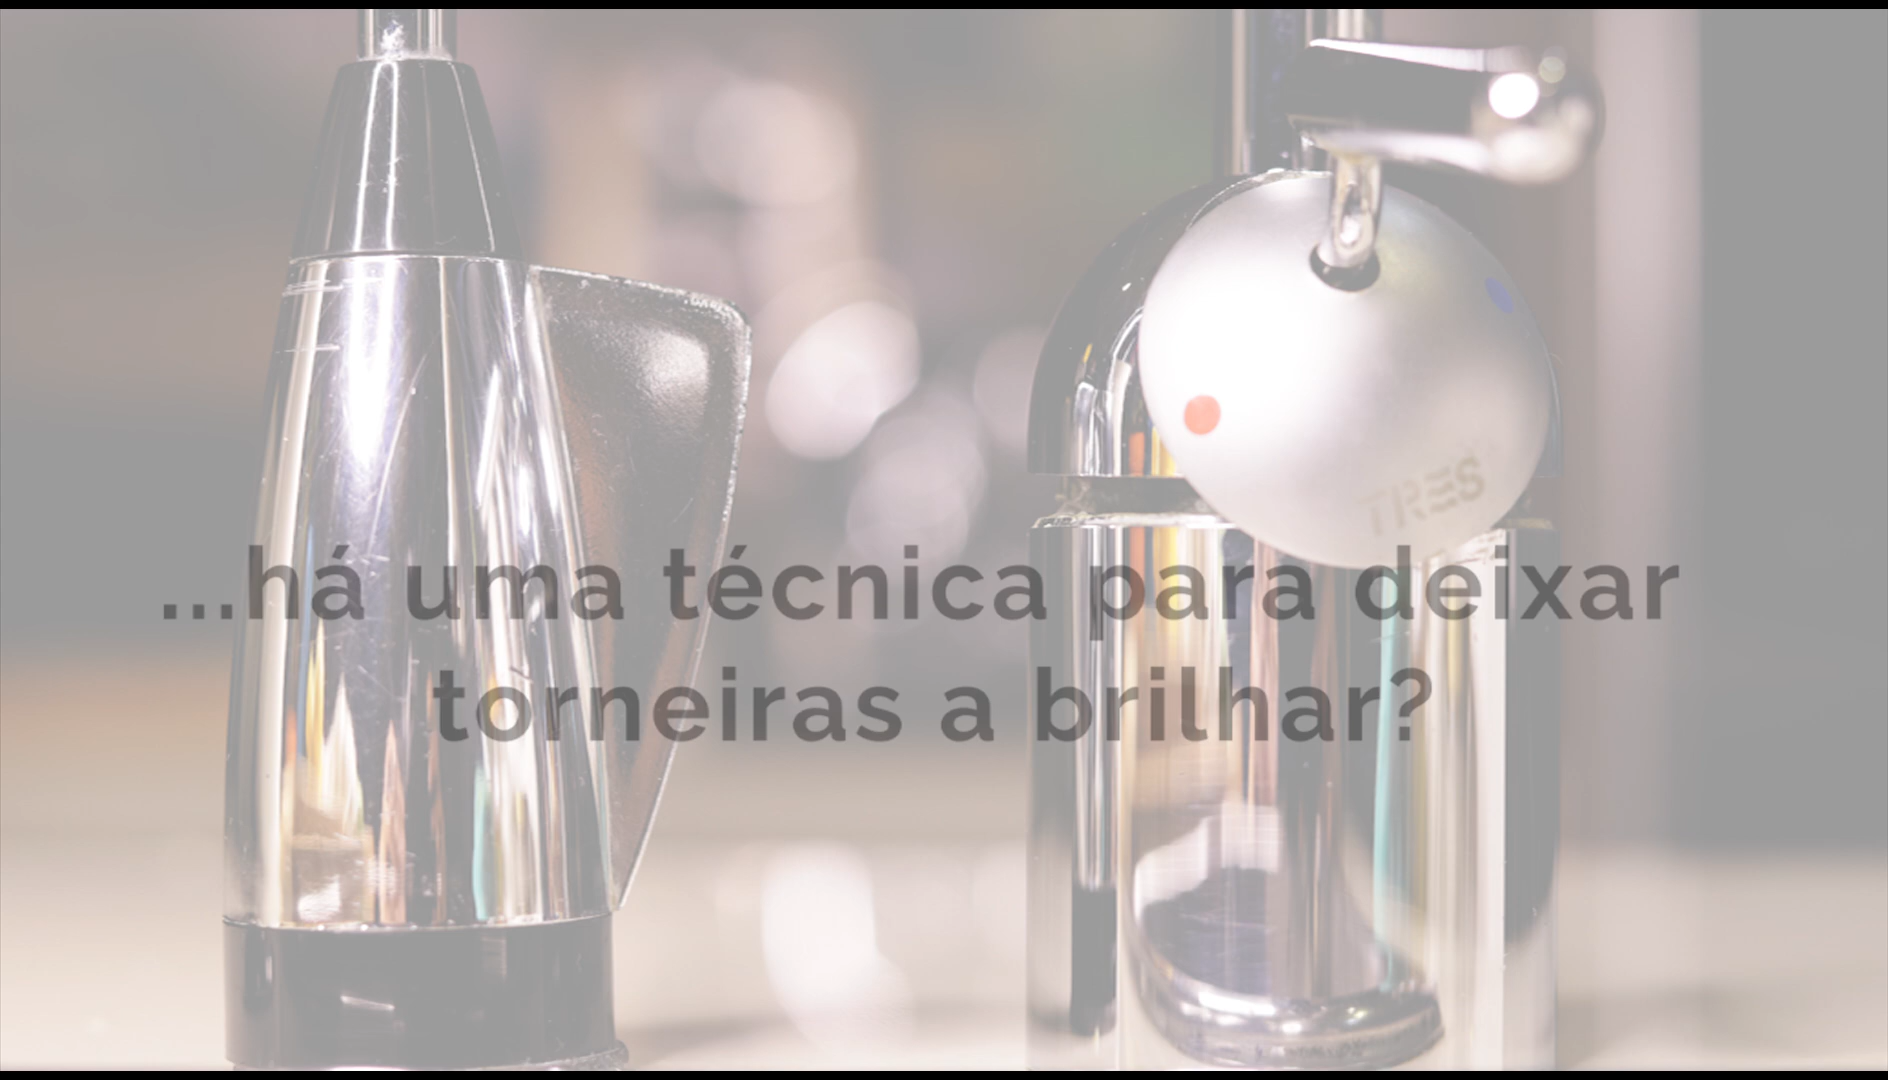 TRES
...há uma técnica para deixar
torneiras a brilhar?